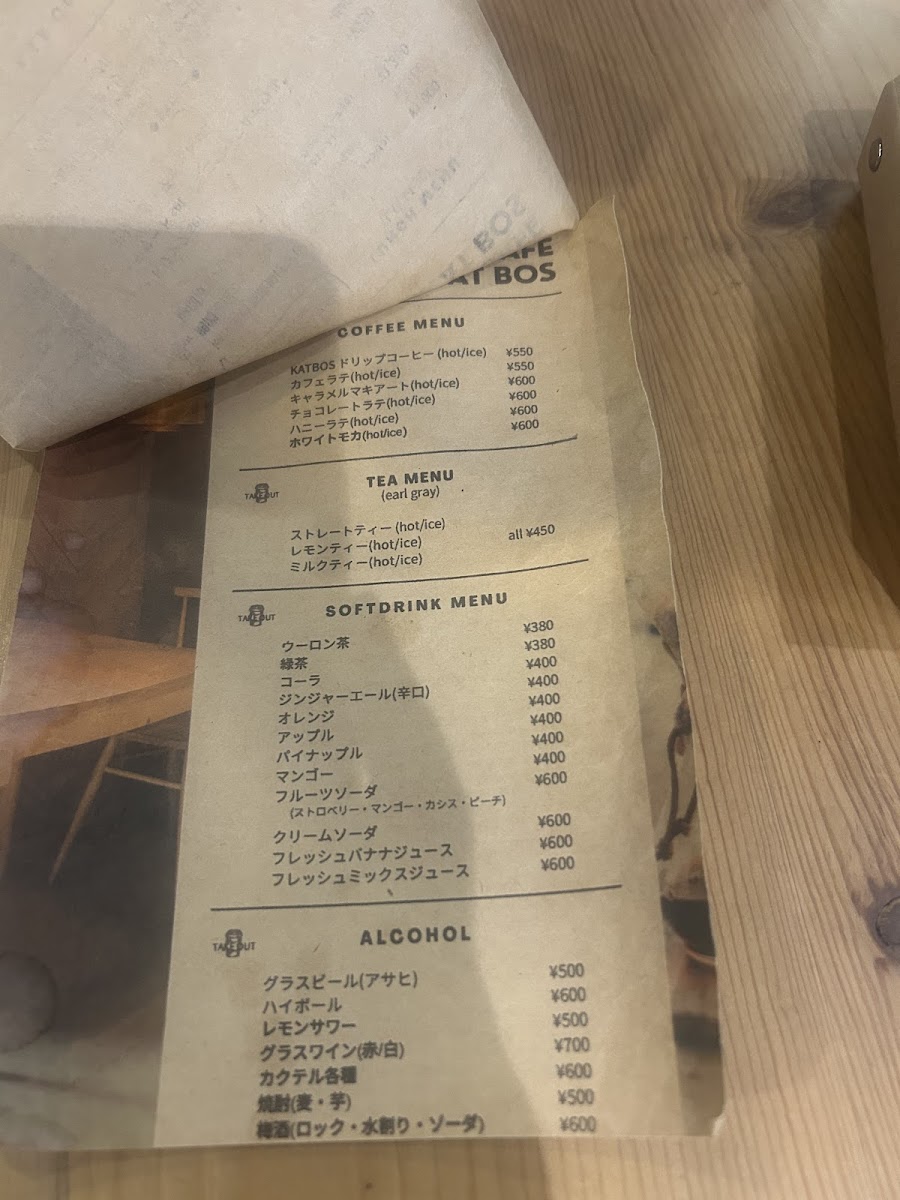 AFE
AT BOS
COFFEE MENU
KATBOS ドリップコーヒー (hot/ice) ¥550
カフェラテ(hot/ice) ¥550
キャラメルマキアート(hot/ice) ¥600
チョコレートラテ(hot/ice) ¥600
ハニーラテ(hot/ice) ¥600
ホワイトモカ(hot/ice) ¥600
TAKEOUT
TEA MENU
(earl gray)
ストレートティー (hot/ice)
レモンティー(hot/ice) all ¥450
ミルクティー(hot/ice)
TAKEOUT
SOFTDRINK MENU
ウーロン茶 ¥380
緑茶 ¥380
コーラ ¥400
ジンジャーエール(辛口) ¥400
オレンジ ¥400
アップル ¥400
パイナップル ¥400
マンゴー ¥400
フルーツソーダ ¥600
(ストロベリー・マンゴー・カシス・ピーチ)
クリームソーダ ¥600
フレッシュバナナジュース ¥600
フレッシュミックスジュース ¥600
TAKEOUT
ALCOHOL
グラスビール(アサヒ) ¥500
ハイボール ¥600
レモンサワー ¥500
グラスワイン(赤/白) ¥700
カクテル各種 ¥600
焼酎(麦・芋) ¥500
梅酒(ロック・水割り・ソーダ) ¥600